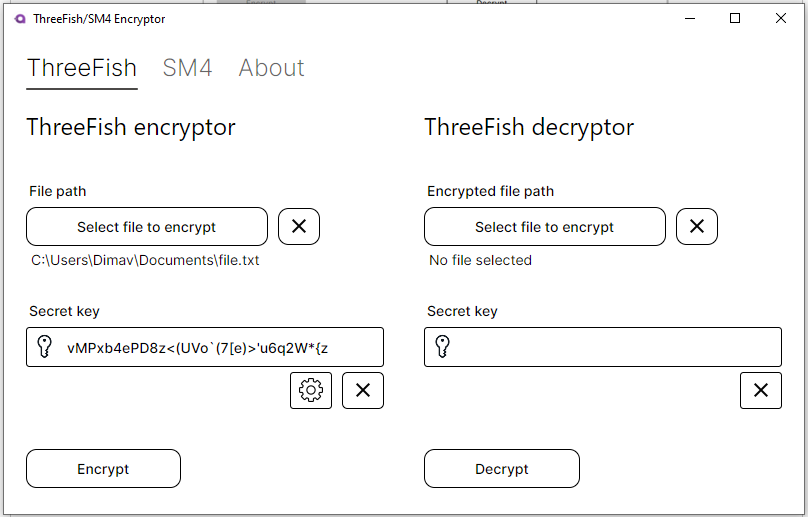 ThreeFish/SM4 Encryptor
ThreeFish SM4 About
ThreeFish encryptor
File path
Select file to encrypt
C:\Users\Dimav\Documents\file.txt
Secret key
vMPxb4ePD8z<(UVo`(7[e)>'u6q2W*{z
Encrypt
ThreeFish decryptor
Encrypted file path
Select file to encrypt
No file selected
Secret key
Decrypt